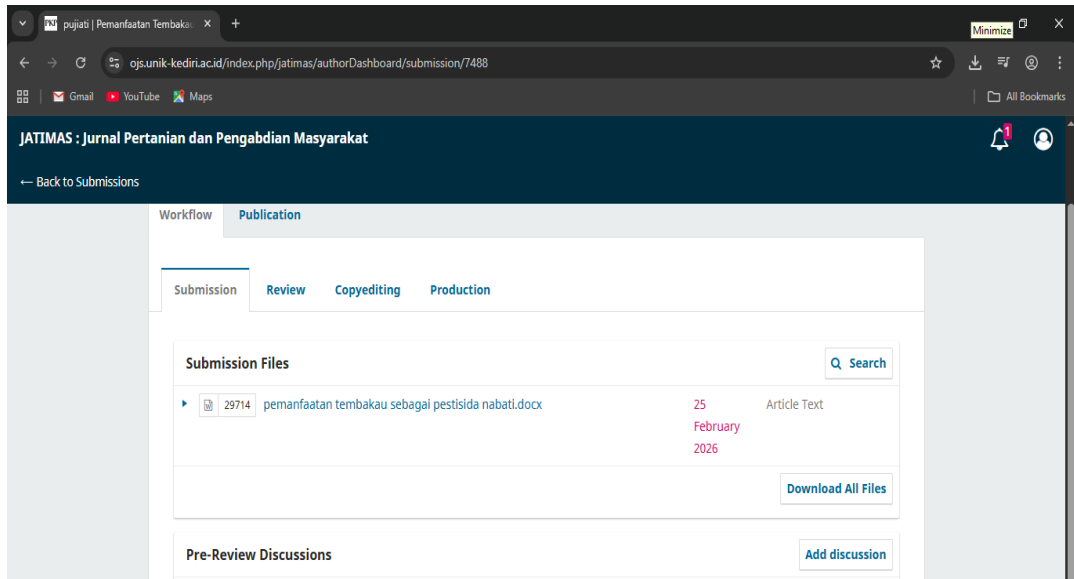 pujiati | Pemanfaatan Tembakau
Minimize
ojs.unik-kediri.ac.id/index.php/jatimas/authorDashboard/submission/7488
Gmail YouTube Maps All Bookmarks
JATIMAS : Jurnal Pertanian dan Pengabdian Masyarakat
1
← Back to Submissions
Workflow Publication
Submission Review Copyediting Production
Submission Files Search
29714 pemanfaatan tembakau sebagai pestisida nabati.docx 25 Article Text
February
2026
Download All Files
Pre-Review Discussions Add discussion